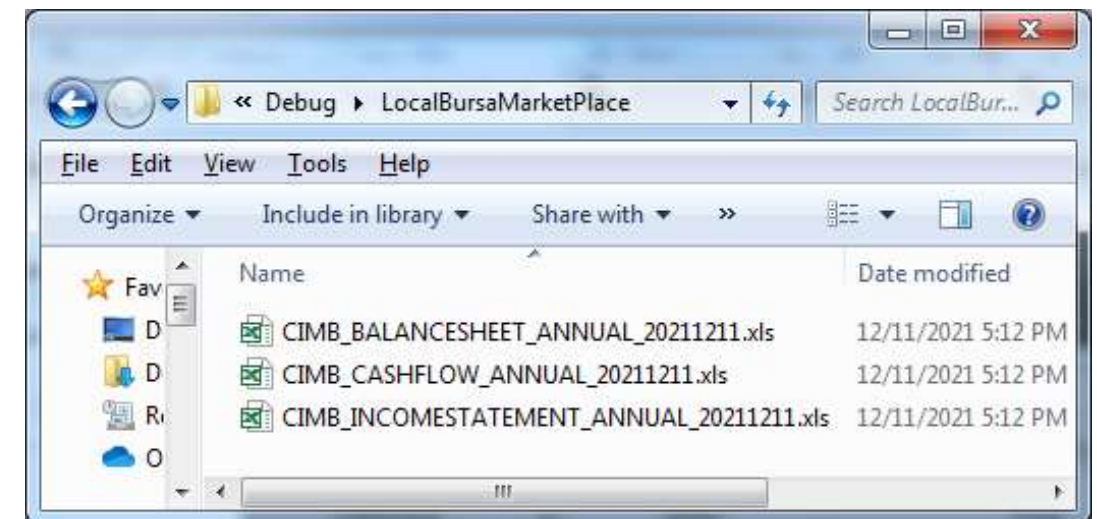 « Debug ▸ LocalBursaMarketPlace Search LocalBur...
File Edit View Tools Help
Organize ▾ Include in library ▾ Share with ▾ »
Name Date modified
Fav
D CIMB_BALANCESHEET_ANNUAL_20211211.xls 12/11/2021 5:12 PM
D CIMB_CASHFLOW_ANNUAL_20211211.xls 12/11/2021 5:12 PM
R CIMB_INCOMESTATEMENT_ANNUAL_20211211.xls 12/11/2021 5:12 PM
O